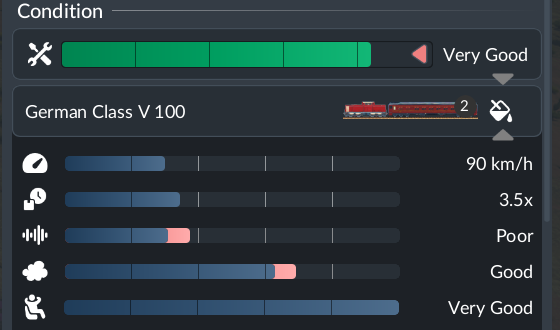 Condition
Very Good
German Class V 100 2
90 km/h
3.5x
Poor
Good
Very Good